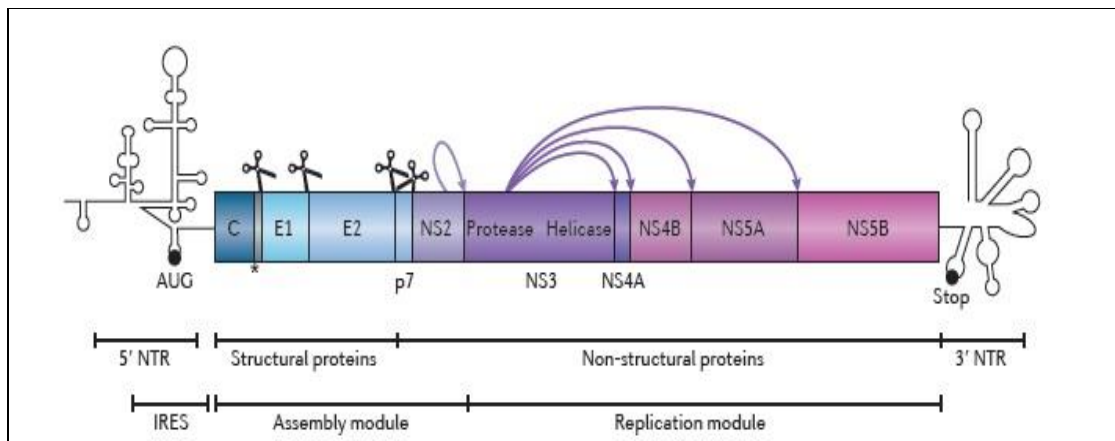 C E1 E2 NS2 Protease Helicase NS4B NS5A NS5B
AUG * p7 NS3 NS4A Stop
5′ NTR Structural proteins Non-structural proteins 3′ NTR
IRES Assembly module Replication module